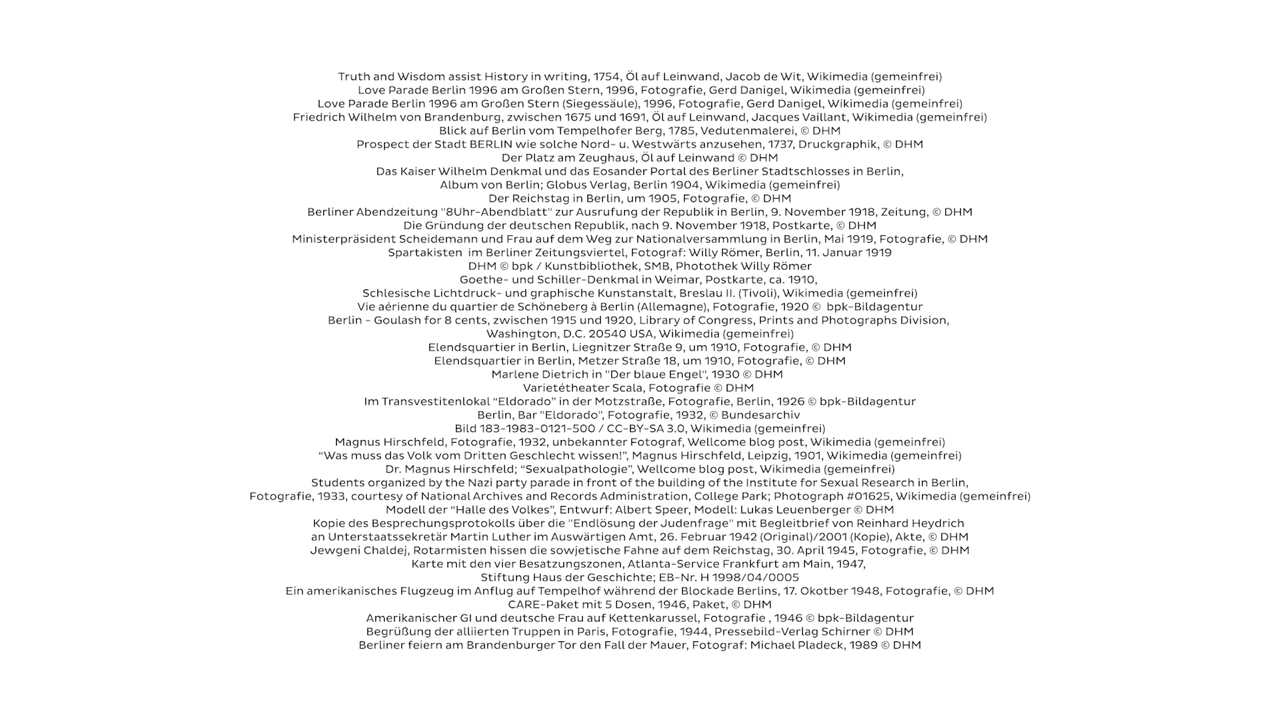 Truth and Wisdom assist History in writing, 1754, Öl auf Leinwand, Jacob de Wit, Wikimedia (gemeinfrei)
Love Parade Berlin 1996 am Großen Stern, 1996, Fotografie, Gerd Danigel, Wikimedia (gemeinfrei)
Love Parade Berlin 1996 am Großen Stern (Siegessäule), 1996, Fotografie, Gerd Danigel, Wikimedia (gemeinfrei)
Friedrich Wilhelm von Brandenburg, zwischen 1675 und 1691, Öl auf Leinwand, Jacques Vaillant, Wikimedia (gemeinfrei)
Blick auf Berlin vom Tempelhofer Berg, 1785, Vedutenmalerei, © DHM
Prospect der Stadt BERLIN wie solche Nord- u. Westwärts anzusehen, 1737, Druckgraphik, © DHM
Der Platz am Zeughaus, Öl auf Leinwand © DHM
Das Kaiser Wilhelm Denkmal und das Eosander Portal des Berliner Stadtschlosses in Berlin,
Album von Berlin; Globus Verlag, Berlin 1904, Wikimedia (gemeinfrei)
Der Reichstag in Berlin, um 1905, Fotografie, © DHM
Berliner Abendzeitung "8Uhr-Abendblatt" zur Ausrufung der Republik in Berlin, 9. November 1918, Zeitung, © DHM
Die Gründung der deutschen Republik, nach 9. November 1918, Postkarte, © DHM
Ministerpräsident Scheidemann und Frau auf dem Weg zur Nationalversammlung in Berlin, Mai 1919, Fotografie, © DHM
Spartakisten im Berliner Zeitungsviertel, Fotograf: Willy Römer, Berlin, 11. Januar 1919
DHM © bpk / Kunstbibliothek, SMB, Photothek Willy Römer
Goethe- und Schiller-Denkmal in Weimar, Postkarte, ca. 1910,
Schlesische Lichtdruck- und graphische Kunstanstalt, Breslau II. (Tivoli), Wikimedia (gemeinfrei)
Vie aérienne du quartier de Schöneberg à Berlin (Allemagne), Fotografie, 1920 © bpk-Bildagentur
Berlin - Goulash for 8 cents, zwischen 1915 und 1920, Library of Congress, Prints and Photographs Division,
Washington, D.C. 20540 USA, Wikimedia (gemeinfrei)
Elendsquartier in Berlin, Liegnitzer Straße 9, um 1910, Fotografie, © DHM
Elendsquartier in Berlin, Metzer Straße 18, um 1910, Fotografie, © DHM
Marlene Dietrich in "Der blaue Engel", 1930 © DHM
Varietétheater Scala, Fotografie © DHM
Im Transvestitenlokal “Eldorado” in der Motzstraße, Fotografie, Berlin, 1926 © bpk-Bildagentur
Berlin, Bar "Eldorado", Fotografie, 1932, © Bundesarchiv
Bild 183-1983-0121-500 / CC-BY-SA 3.0, Wikimedia (gemeinfrei)
Magnus Hirschfeld, Fotografie, 1932, unbekannter Fotograf, Wellcome blog post, Wikimedia (gemeinfrei)
“Was muss das Volk vom Dritten Geschlecht wissen!”, Magnus Hirschfeld, Leipzig, 1901, Wikimedia (gemeinfrei)
Dr. Magnus Hirschfeld; “Sexualpathologie”, Wellcome blog post, Wikimedia (gemeinfrei)
Students organized by the Nazi party parade in front of the building of the Institute for Sexual Research in Berlin,
Fotografie, 1933, courtesy of National Archives and Records Administration, College Park; Photograph #01625, Wikimedia (gemeinfrei)
Modell der “Halle des Volkes”, Entwurf: Albert Speer, Modell: Lukas Leuenberger © DHM
Kopie des Besprechungsprotokolls über die "Endlösung der Judenfrage" mit Begleitbrief von Reinhard Heydrich
an Unterstaatssekretär Martin Luther im Auswärtigen Amt, 26. Februar 1942 (Original)/2001 (Kopie), Akte, © DHM
Jewgeni Chaldej, Rotarmisten hissen die sowjetische Fahne auf dem Reichstag, 30. April 1945, Fotografie, © DHM
Karte mit den vier Besatzungszonen, Atlanta-Service Frankfurt am Main, 1947,
Stiftung Haus der Geschichte; EB-Nr. H 1998/04/0005
Ein amerikanisches Flugzeug im Anflug auf Tempelhof während der Blockade Berlins, 17. Okotber 1948, Fotografie, © DHM
CARE-Paket mit 5 Dosen, 1946, Paket, © DHM
Amerikanischer GI und deutsche Frau auf Kettenkarussel, Fotografie , 1946 © bpk-Bildagentur
Begrüßung der alliierten Truppen in Paris, Fotografie, 1944, Pressebild-Verlag Schirner © DHM
Berliner feiern am Brandenburger Tor den Fall der Mauer, Fotograf: Michael Pladeck, 1989 © DHM